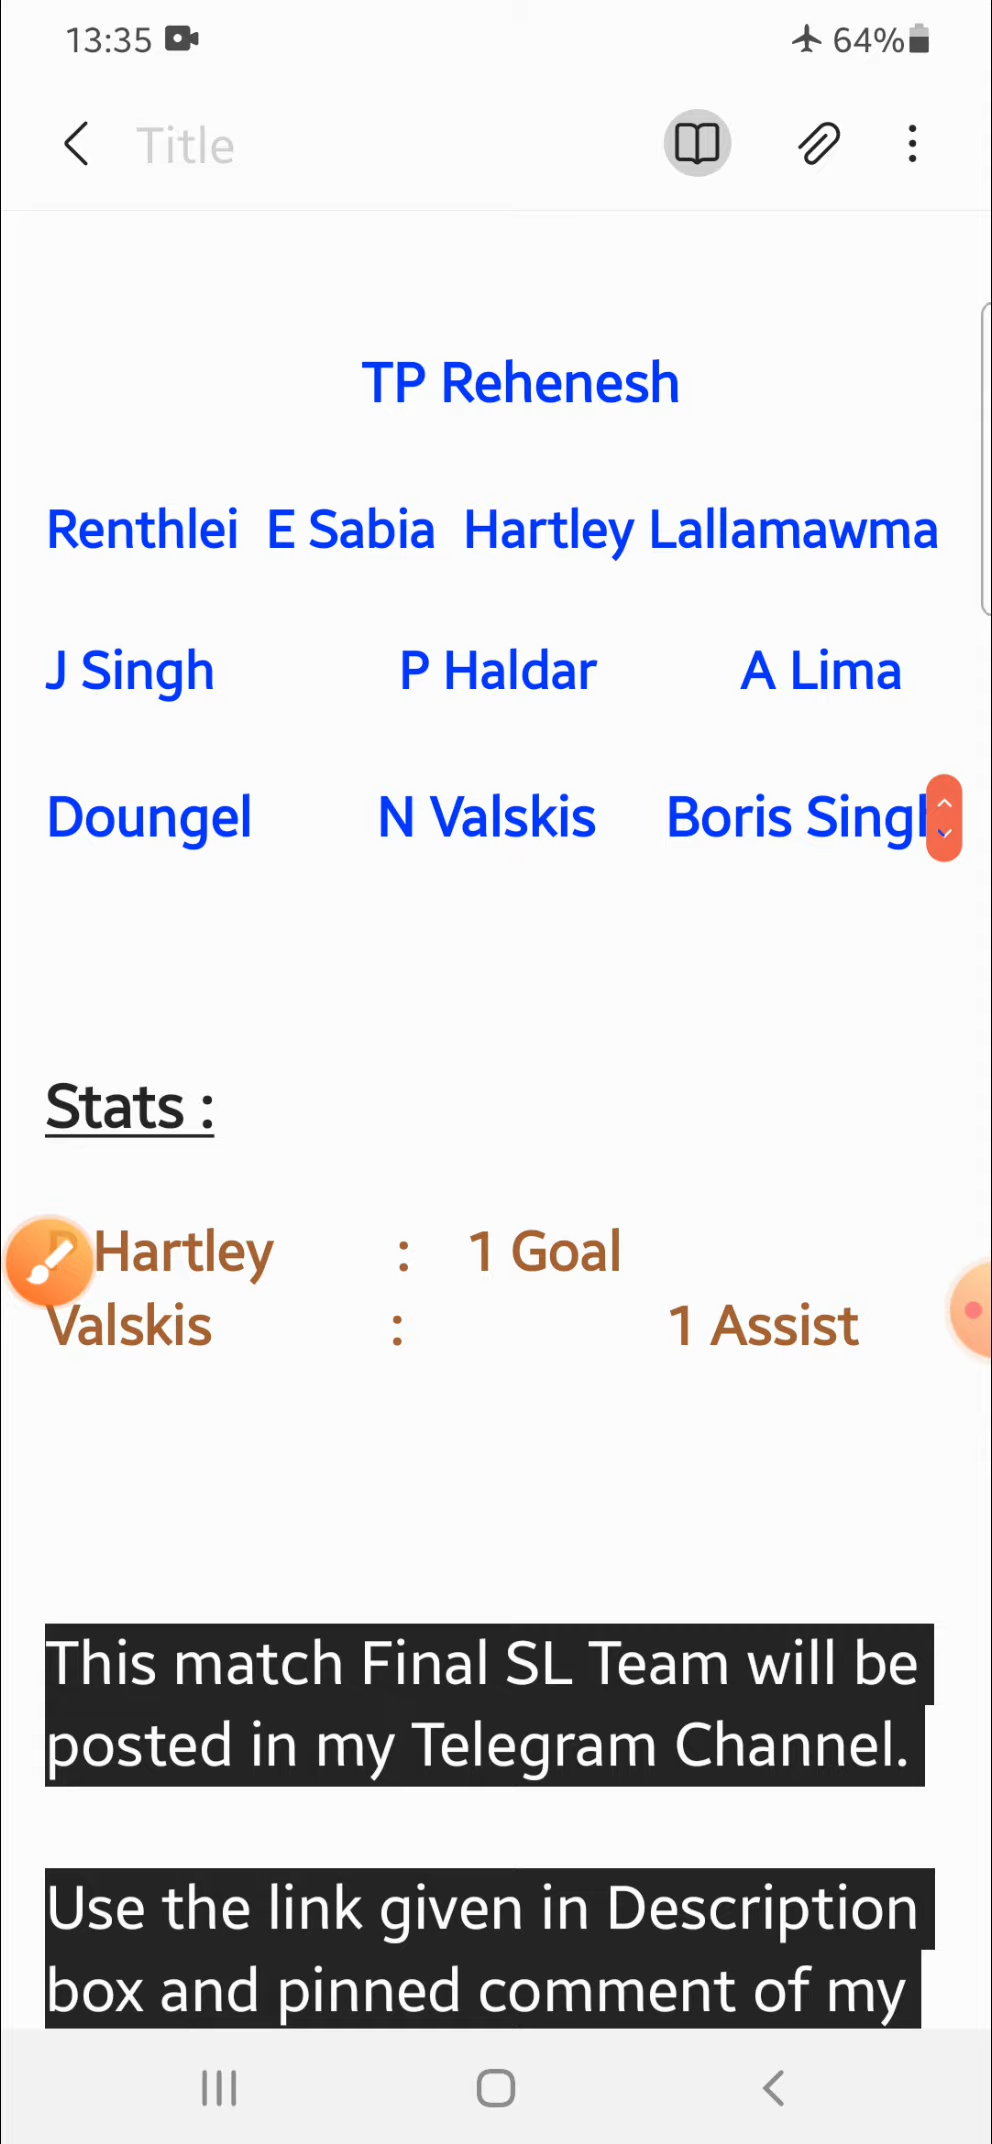 13:35 64%
Title
TP Rehenesh
Renthlei E Sabia Hartley Lallamawma
J Singh P Haldar A Lima
Doungel N Valskis Boris
Stats :
Hartley : 1 Goal
Valskis : 1 Assist
This match Final SL Team will be
posted in my Telegram Channel.
Use the link given in Description
box and pinned comment of my